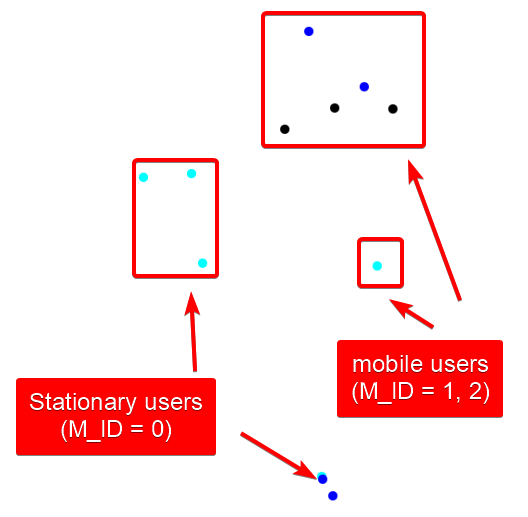 mobile users
(M_ID = 1, 2)
Stationary users
(M_ID = 0)